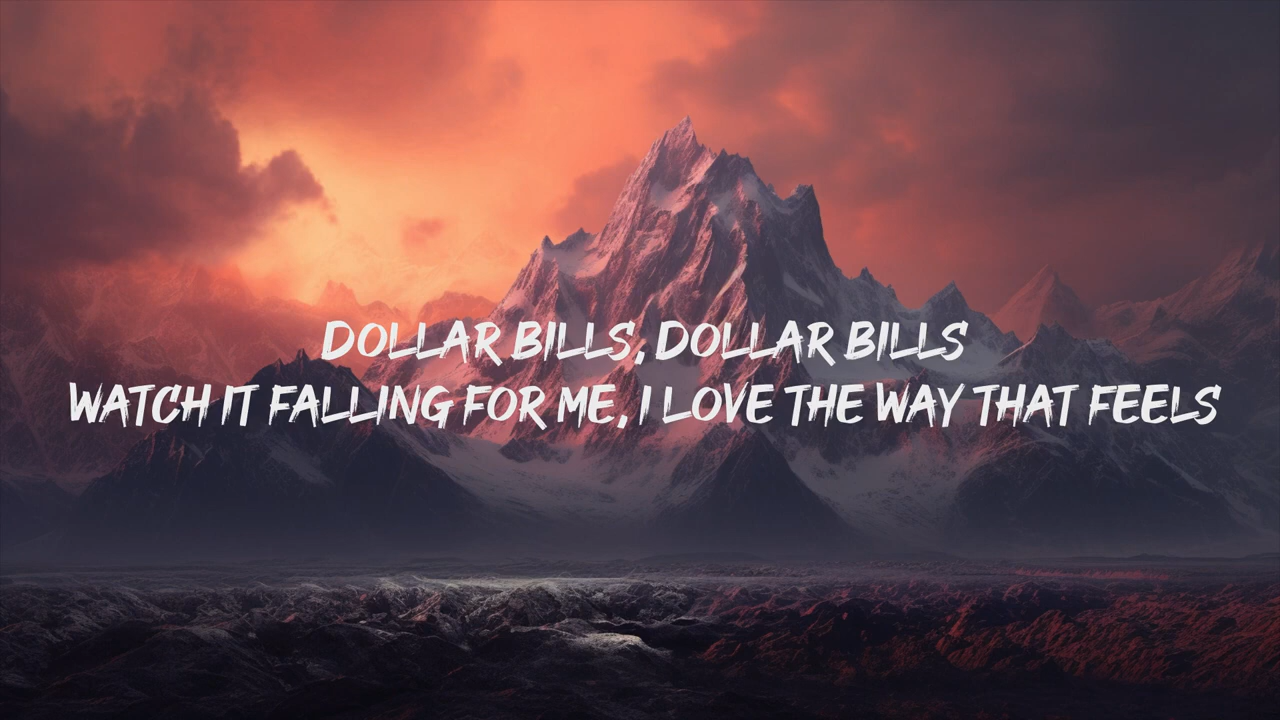 DOLLAR BILLS, DOLLAR BILLS
WATCH IT FALLING FOR ME, I LOVE THE WAY THAT FEELS